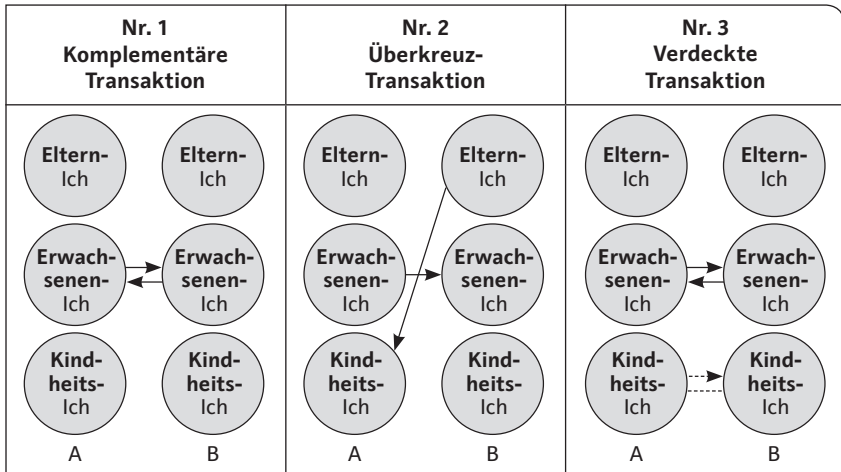 Nr. 1
Komplementäre
Transaktion
Nr. 2
Überkreuz-
Transaktion
Nr. 3
Verdeckte
Transaktion
Eltern-
Ich
Eltern-
Ich
Erwach-
senen-
Ich
Erwach-
senen-
Ich
Kind-
heits-
Ich
Kind-
heits-
Ich
A
B
Eltern-
Ich
Eltern-
Ich
Erwach-
senen-
Ich
Erwach-
senen-
Ich
Kind-
heits-
Ich
Kind-
heits-
Ich
A
B
Eltern-
Ich
Eltern-
Ich
Erwach-
senen-
Ich
Erwach-
senen-
Ich
Kind-
heits-
Ich
Kind-
heits-
Ich
A
B